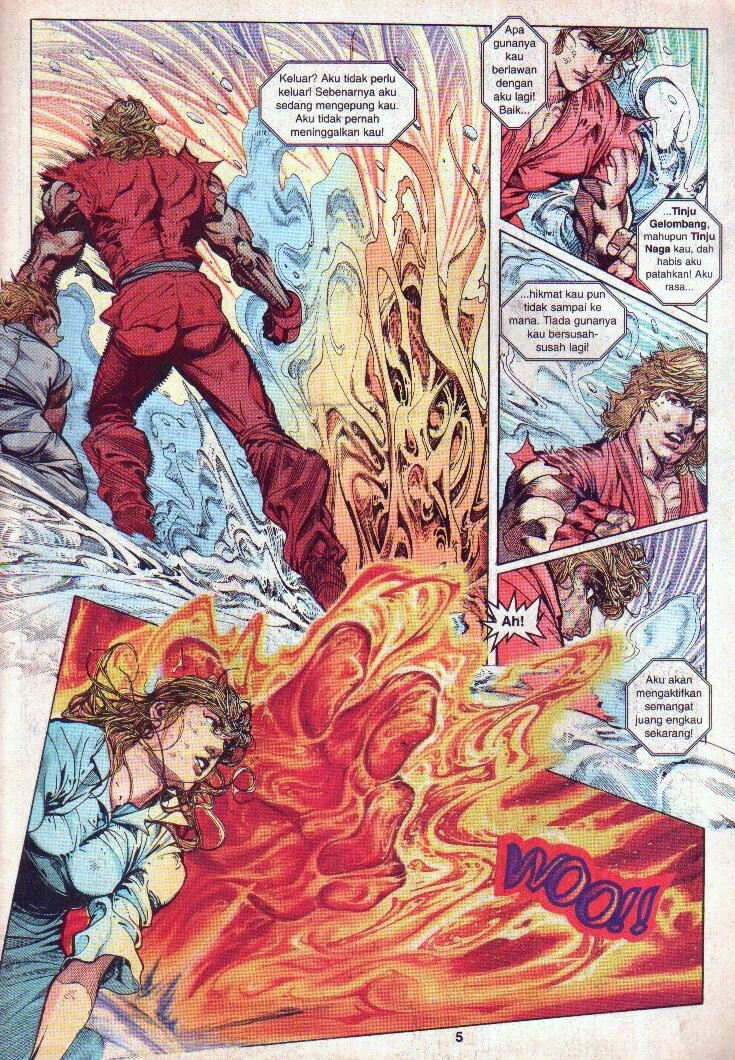 Keluar? Aku tidak perlu
keluar! Sebenarnya aku
sedang mengepung kau.
Aku tidak pernah
meninggalkan kau!
Apa
gunanya
kau
berlawan
dengan
aku lagi!
Baik...
...Tinju
Gelombang,
mahupun Tinju
Naga kau, dah
habis aku
patahkan! Aku
rasa...
...hikmat kau pun
tidak sampai ke
mana. Tiada gunanya
kau bersusah-
susah lagi!
Ah!
Aku akan
mengaktifkan
semangat
juang engkau
sekarang!
WOO!!
5